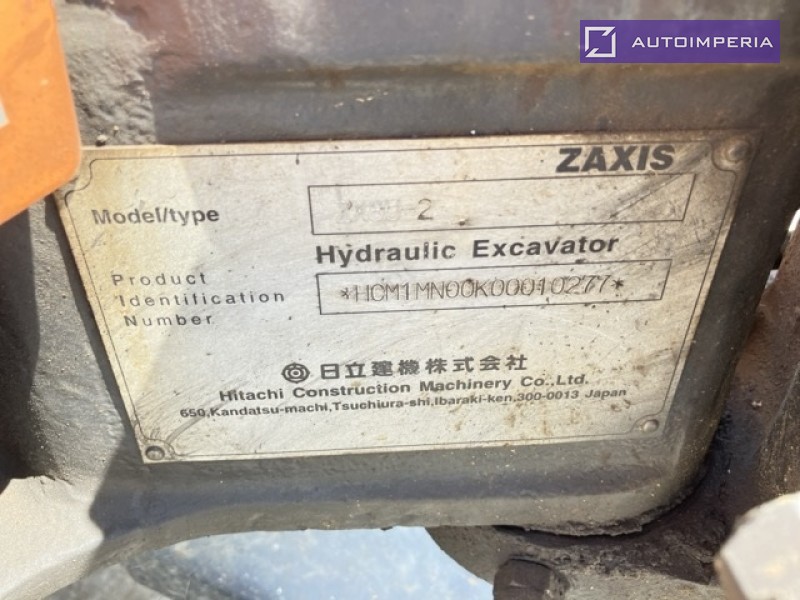 AUTOIMPERIA
ZAXIS
Model/type
-2
Hydraulic Excavator
Product
Identification
Number
*HCM1MN00K00010277*
日立建機株式会社
Hitachi Construction Machinery Co.,Ltd.
650,Kandatsu-machi,Tsuchiura-shi,Ibaraki-ken,300-0013 Japan